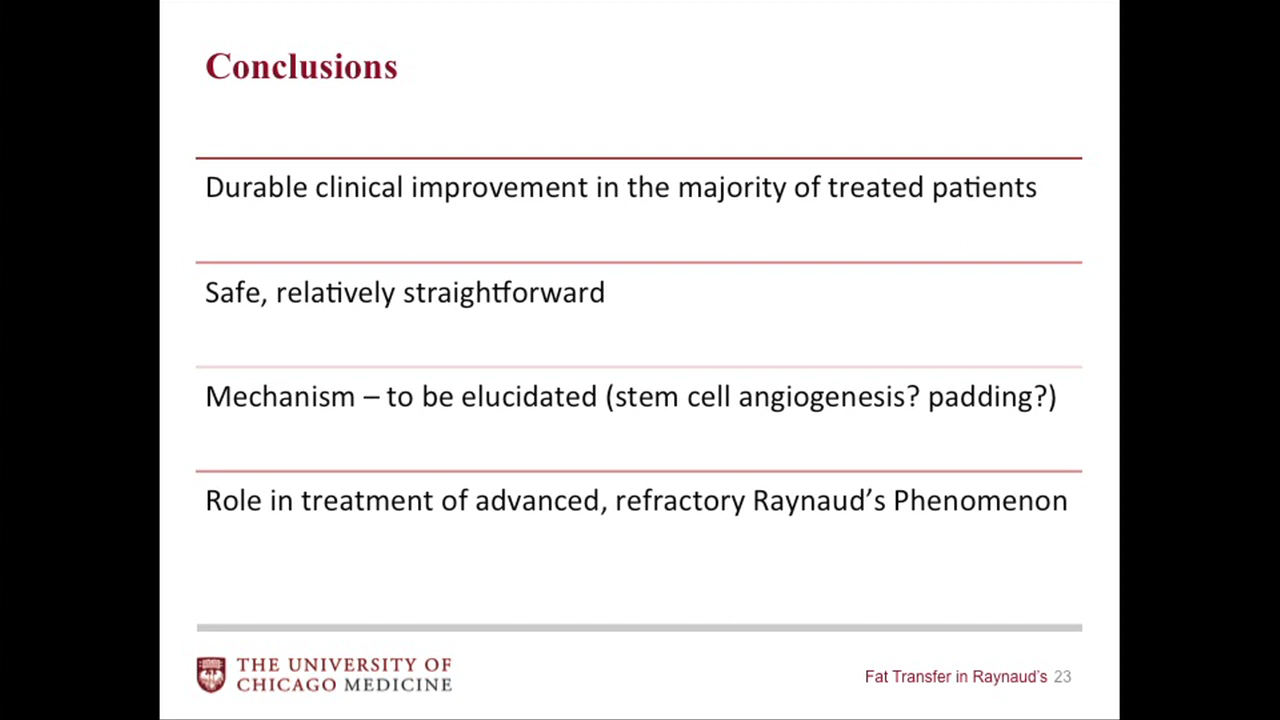 Conclusions
Durable clinical improvement in the majority of treated patients
Safe, relatively straightforward
Mechanism – to be elucidated (stem cell angiogenesis? padding?)
Role in treatment of advanced, refractory Raynaud’s Phenomenon
THE UNIVERSITY OF
CHICAGO MEDICINE
Fat Transfer in Raynaud’s 23